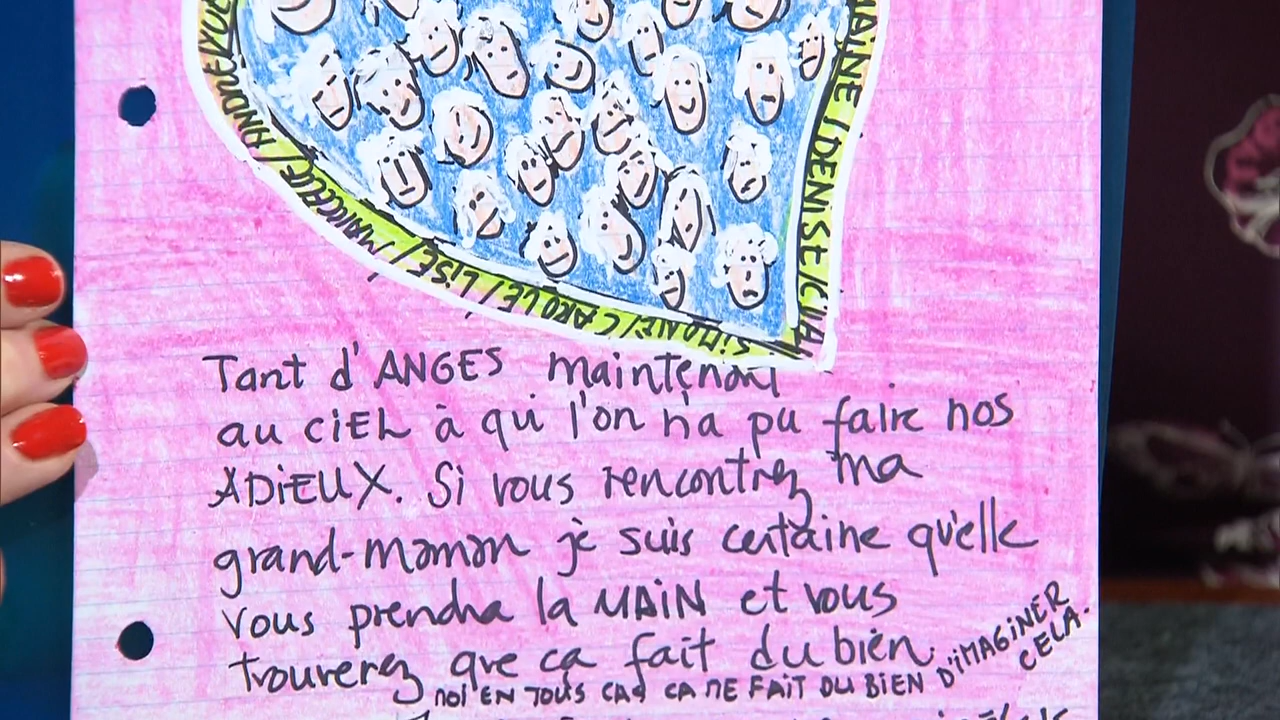 ANDRÉE/MARCELLE/LISE/CAROLE/SIMONE/
/DENISE/
Tant d'ANGES maintenant
au CIEL à qui l'on n'a pu faire nos
ADIEUX. Si vous rencontrez ma
grand-maman je suis certaine qu'elle
vous prendra la MAIN et vous
trouverez que ça fait du bien.
MOI EN TOUS CAS ÇA ME FAIT DU BIEN D'IMAGINER
CELA.